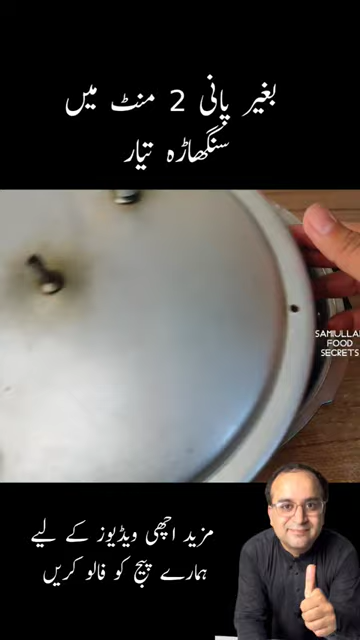 بغیر پانی 2 منٹ میں
سنگھاڑہ تیار
SAMIULLA
FOOD
SECRETS
مزید اچھی ویڈیوز کے لیے
ہمارے پیج کو فالو کریں